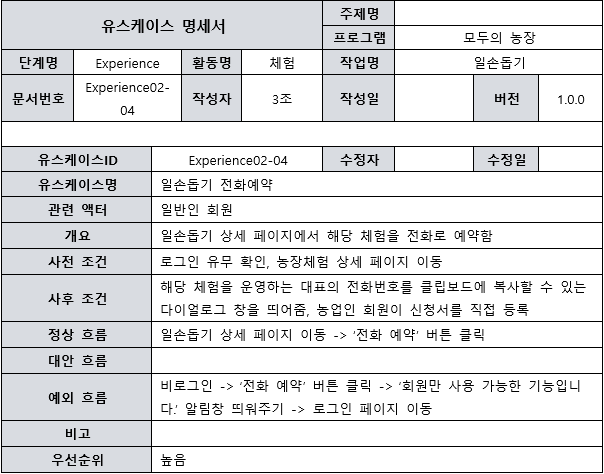 유스케이스 명세서
주제명
프로그램 모두의 농장
단계명 Experience 활동명 체험 작업명 일손돕기
문서번호 Experience02-
04 작성자 3조 작성일 버전 1.0.0
유스케이스ID Experience02-04 수정자 수정일
유스케이스명 일손돕기 전화예약
관련 액터 일반인 회원
개요 일손돕기 상세 페이지에서 해당 체험을 전화로 예약함
사전 조건 로그인 유무 확인, 농장체험 상세 페이지 이동
사후 조건 해당 체험을 운영하는 대표의 전화번호를 클립보드에 복사할 수 있는
다이얼로그 창을 띄어줌, 농업인 회원이 신청서를 직접 등록
정상 흐름 일손돕기 상세 페이지 이동 -> ‘전화 예약’ 버튼 클릭
대안 흐름
예외 흐름 비로그인 -> ‘전화 예약’ 버튼 클릭 -> ‘회원만 사용 가능한 기능입니
다.’ 알림창 띄워주기 -> 로그인 페이지 이동
비고
우선순위 높음